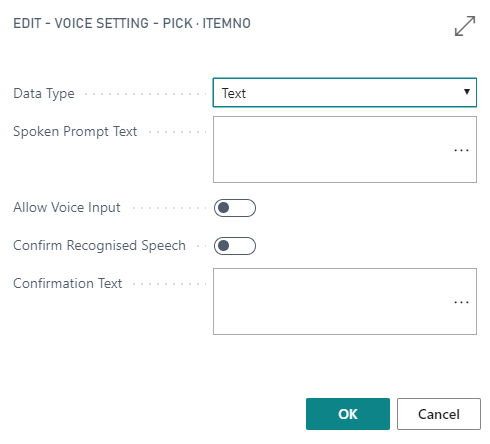 EDIT - VOICE SETTING - PICK · ITEMNO
Data Type
Text
Spoken Prompt Text
...
Allow Voice Input
Confirm Recognised Speech
Confirmation Text
...
OK Cancel